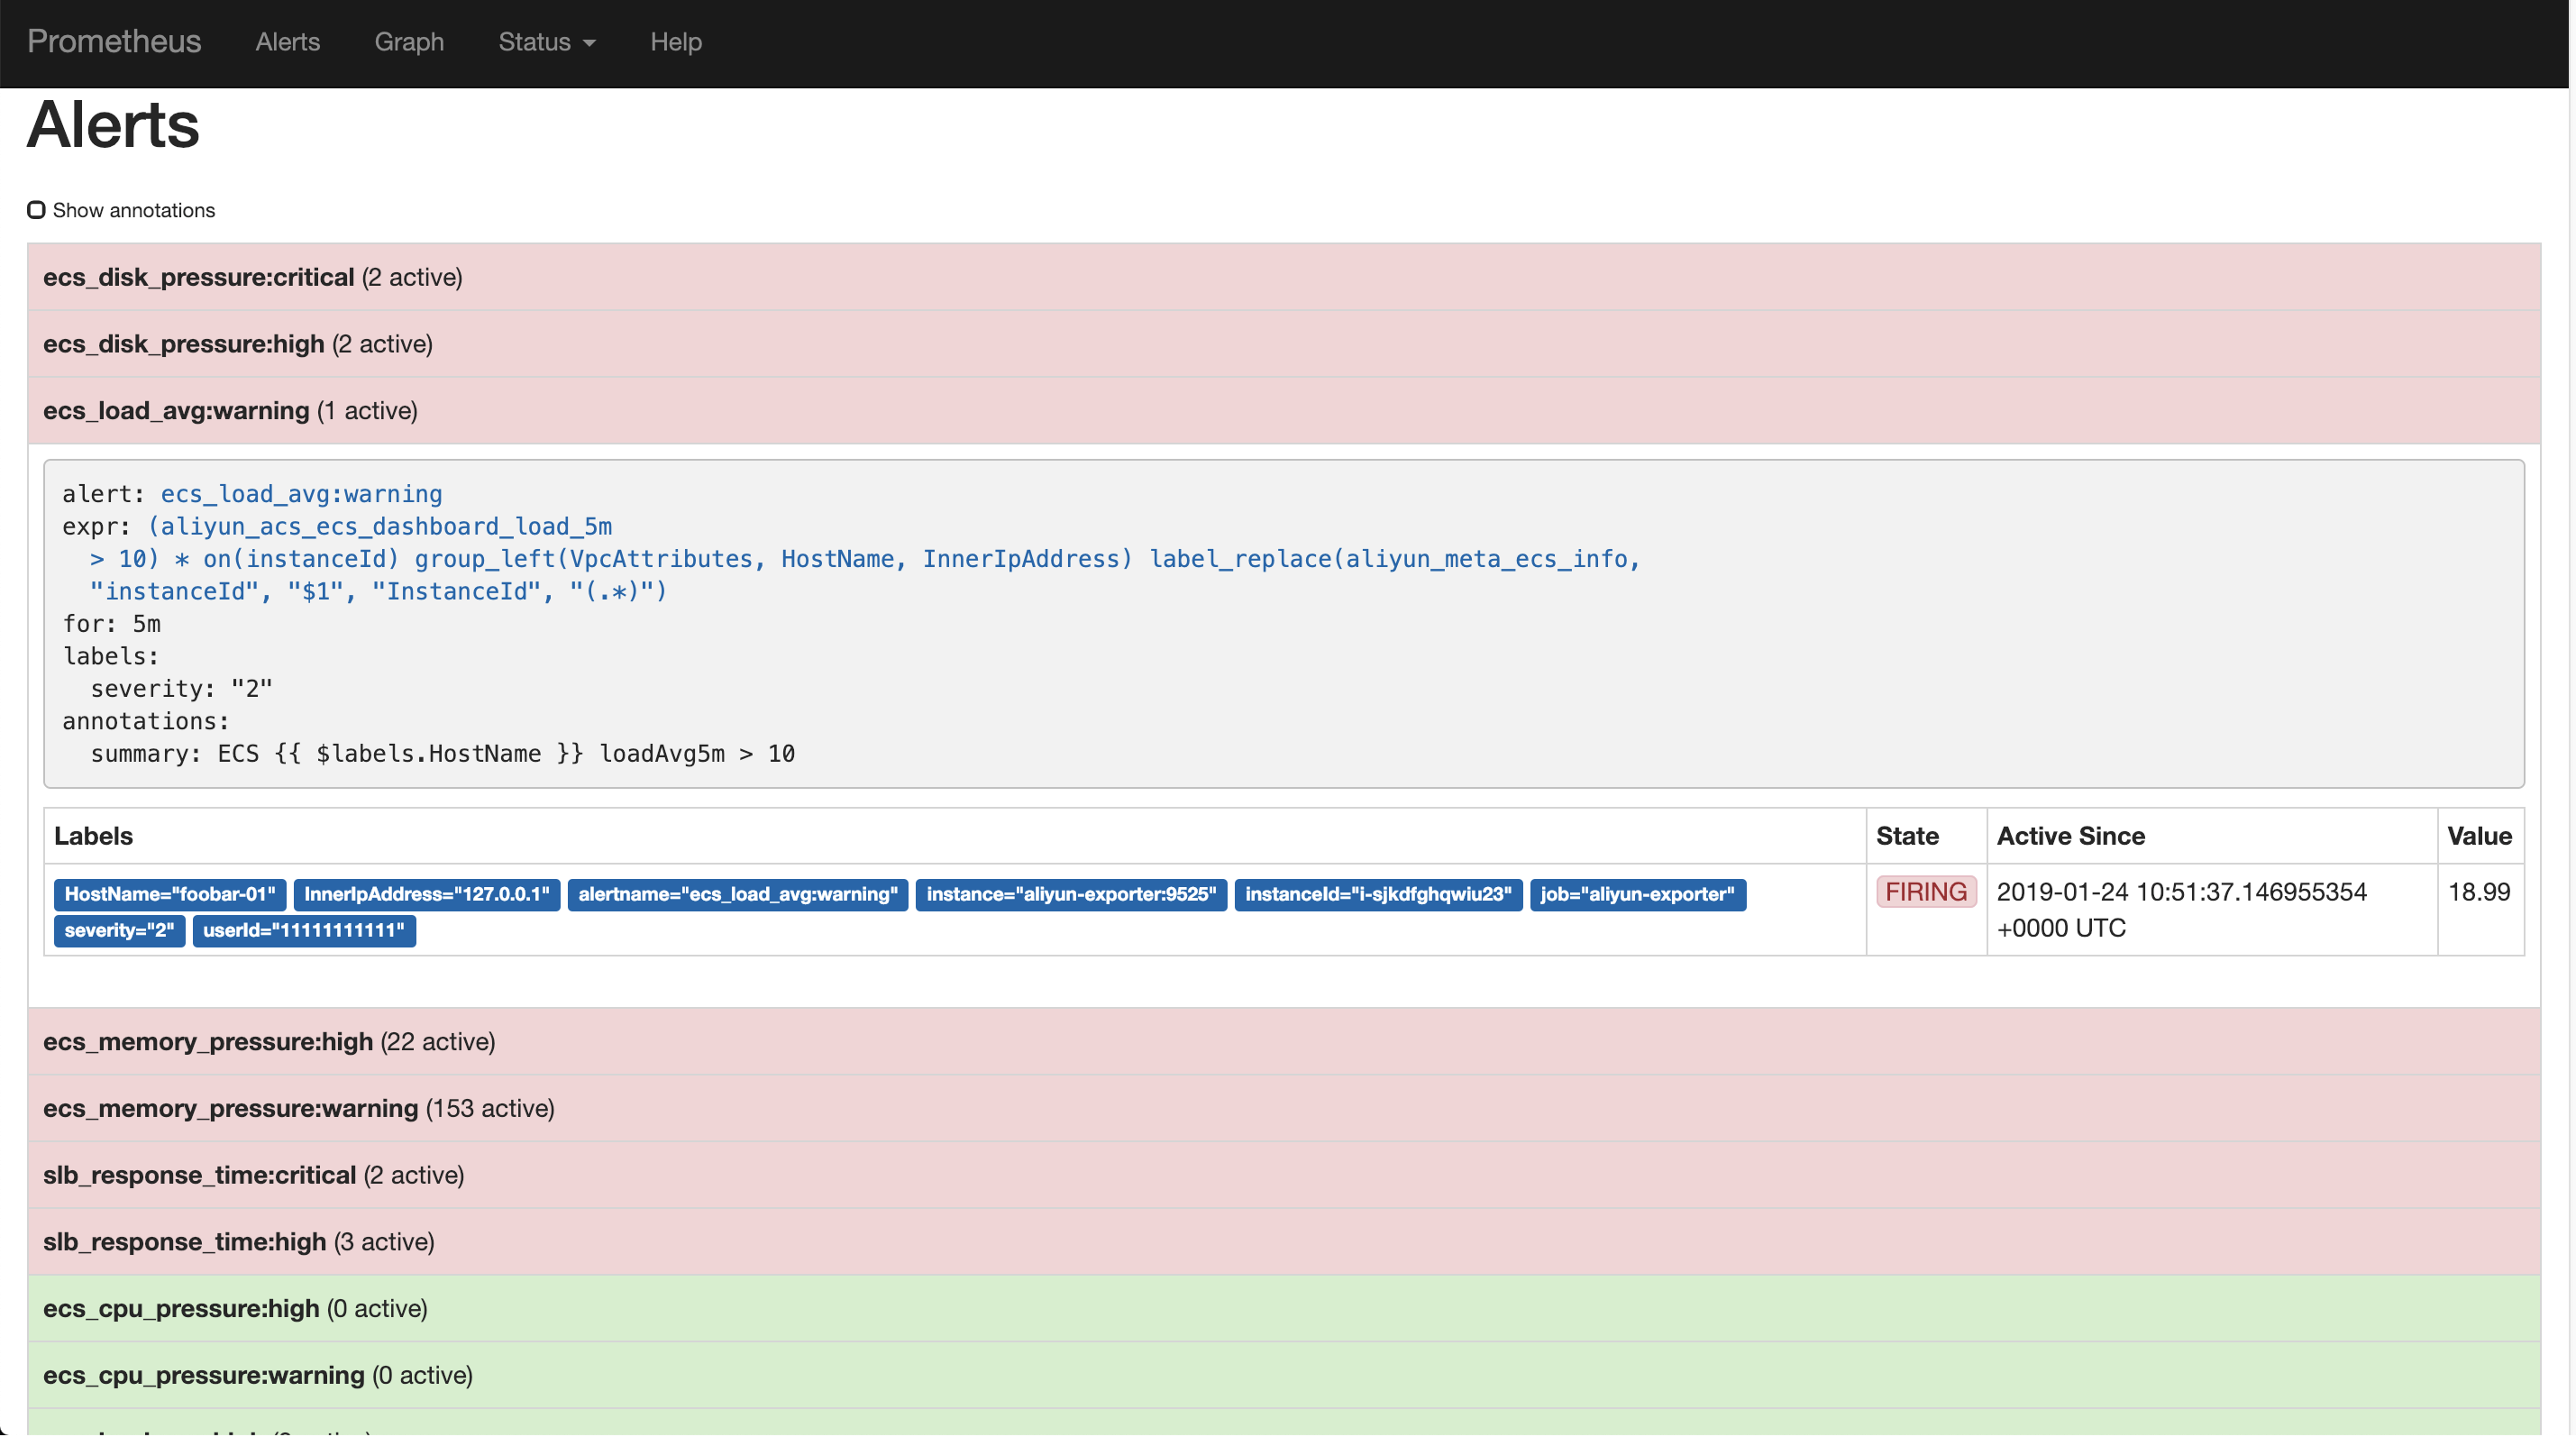 Prometheus Alerts Graph Status Help
Alerts
Show annotations
ecs_disk_pressure:critical (2 active)
ecs_disk_pressure:high (2 active)
ecs_load_avg:warning (1 active)
alert: ecs_load_avg:warning
expr: (aliyun_acs_ecs_dashboard_load_5m
> 10) * on(instanceId) group_left(VpcAttributes, HostName, InnerIpAddress) label_replace(aliyun_meta_ecs_info,
"instanceId", "$1", "InstanceId", "(.*)")
for: 5m
labels:
severity: "2"
annotations:
summary: ECS {{ $labels.HostName }} loadAvg5m > 10
Labels State Active Since Value
HostName="foobar-01" InnerIpAddress="127.0.0.1" alertname="ecs_load_avg:warning" instance="aliyun-exporter:9525" instanceId="i-sjkdfghqwiu23" job="aliyun-exporter" FIRING 2019-01-24 10:51:37.146955354 18.99
severity="2" userId="11111111111" +0000 UTC
ecs_memory_pressure:high (22 active)
ecs_memory_pressure:warning (153 active)
slb_response_time:critical (2 active)
slb_response_time:high (3 active)
ecs_cpu_pressure:high (0 active)
ecs_cpu_pressure:warning (0 active)